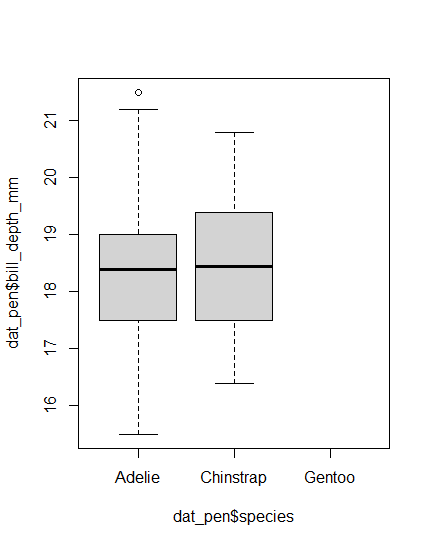 dat_pen$bill_depth_mm
21
20
19
18
17
16
Adelie Chinstrap Gentoo
dat_pen$species